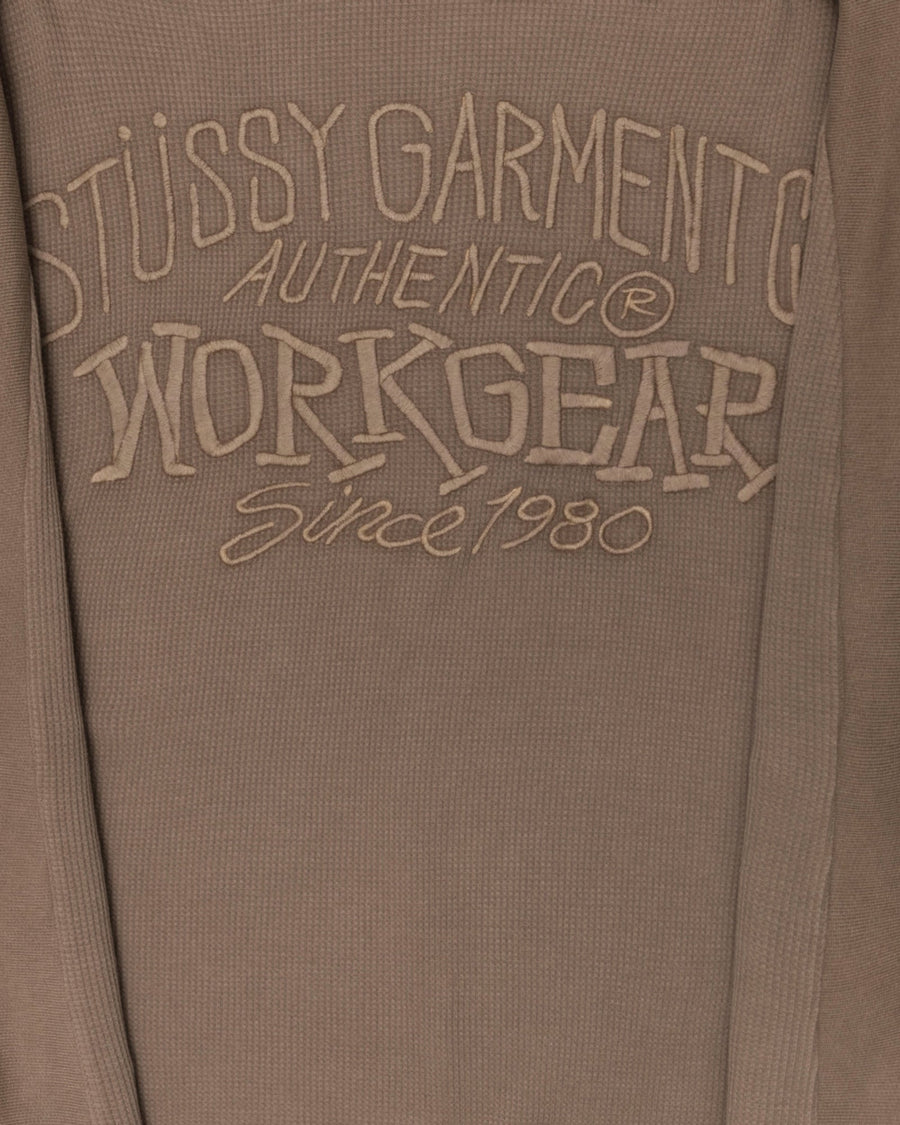 STÜSSY GARMENT C
AUTHENTIC®
WORKGEAR
Since 1980